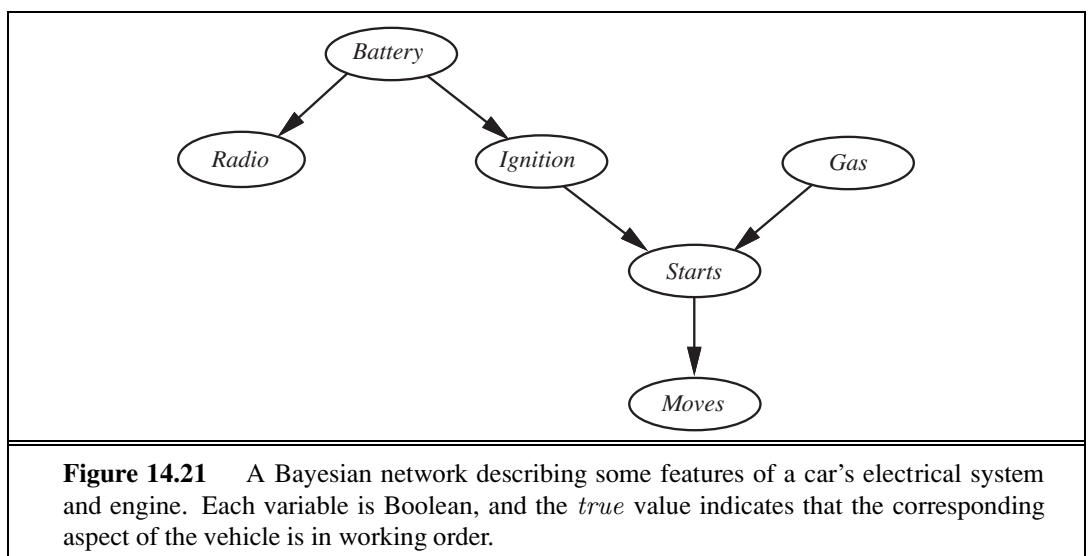 Battery
Radio
Ignition
Gas
Starts
Moves
Figure 14.21 A Bayesian network describing some features of a car's electrical system
and engine. Each variable is Boolean, and the true value indicates that the corresponding
aspect of the vehicle is in working order.